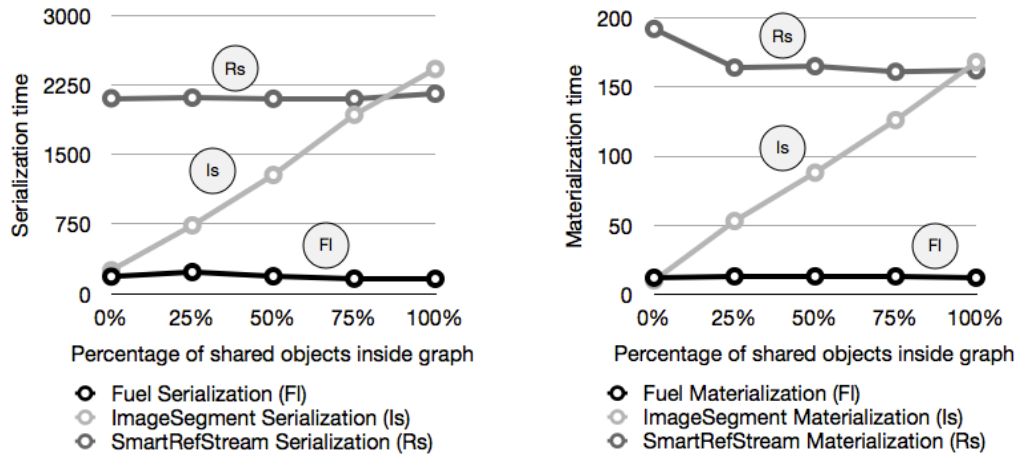 3000
2250
1500
750
0
Serialization time
Rs
Is
Fl
0% 25% 50% 75% 100%
Percentage of shared objects inside graph
Fuel Serialization (Fl)
ImageSegment Serialization (Is)
SmartRefStream Serialization (Rs)
200
150
100
50
0
Materialization time
Rs
Is
Fl
0% 25% 50% 75% 100%
Percentage of shared objects inside graph
Fuel Materialization (Fl)
ImageSegment Materialization (Is)
SmartRefStream Materialization (Rs)